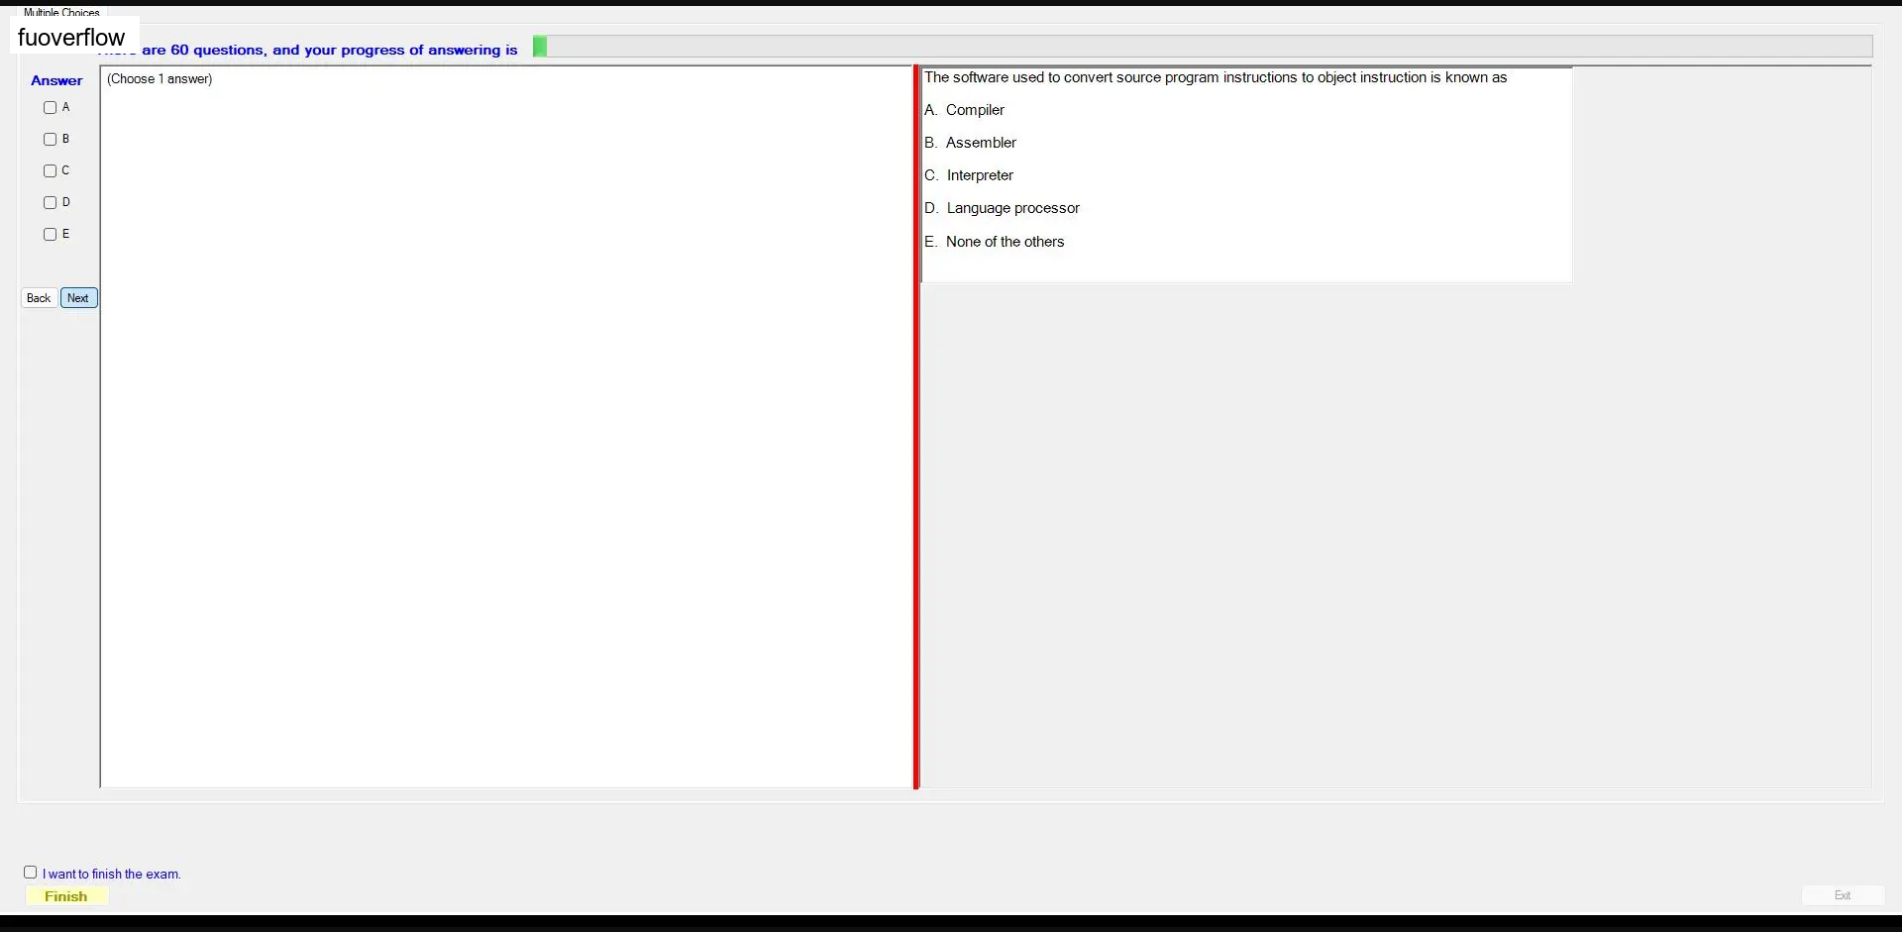 Multiple Choices
fuoverflow
are 60 questions, and your progress of answering is
Answer
(Choose 1 answer)
A
B
C
D
E
Back
Next
The software used to convert source program instructions to object instruction is known as
A. Compiler
B. Assembler
C. Interpreter
D. Language processor
E. None of the others
I want to finish the exam.
Finish
Exit